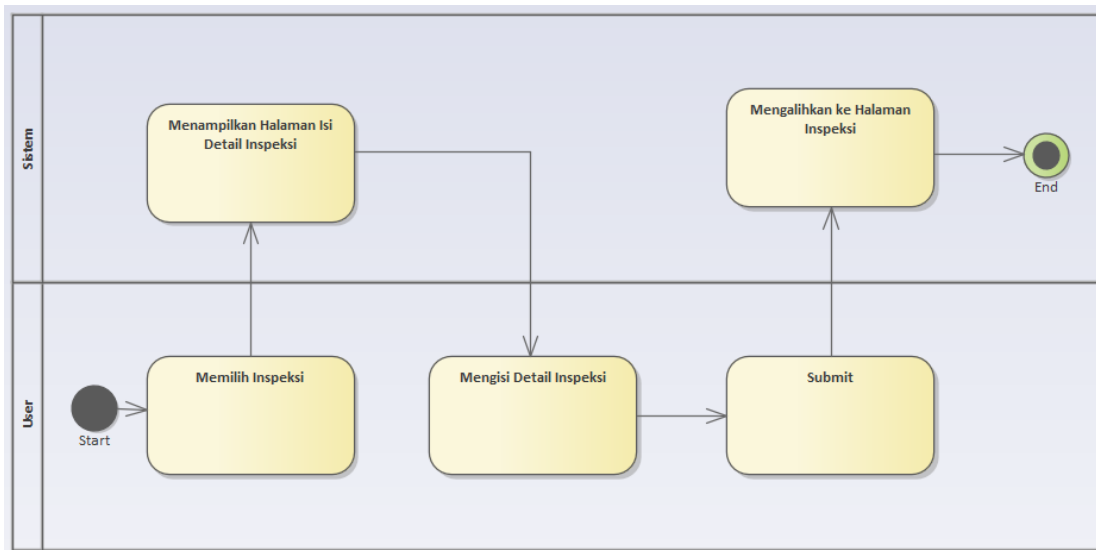 Sistem
Menampilkan Halaman Isi
Detail Inspeksi
Mengalihkan ke Halaman
Inspeksi
End
User
Start
Memilih Inspeksi
Mengisi Detail Inspeksi
Submit